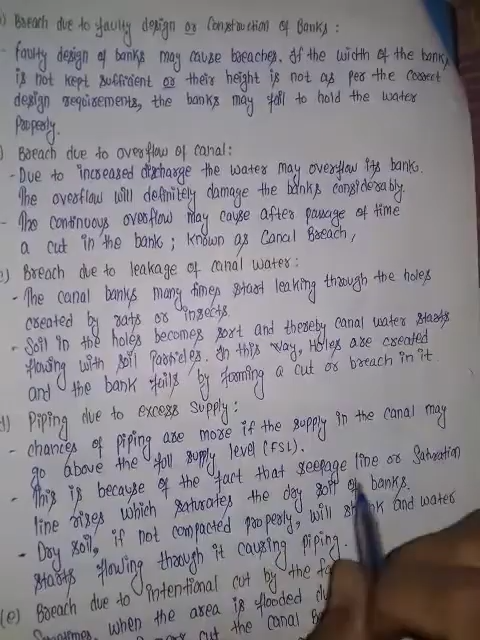 ) Breach due to faulty design or Construction of Banks :
- faulty design of banks may cause breaches. If the width of the banks
is not kept sufficient or their height is not as per the correct
design requirements, the banks may fail to hold the water
Properly.
) Breach due to overflow of canal:
- Due to increased discharge the water may overflow its bank.
The overflow will definitely damage the banks considerably.
- The continuous overflow may cause after passage of time
a cut in the bank ; known as Canal Breach,
c) Breach due to leakage of canal water:
- The canal banks many times start leaking through the holes
created by rats or insects.
- Soil in the holes becomes sort and thereby canal water starts
flowing with soil Particles. In this way, Holes are created
and the bank fails by forming a cut or breach in it.
d) Piping due to excess supply :
- chances of piping are more if the supply in the canal may
go above the full supply level (FSL).
- This is because of the fact that seepage line or Saturation
line rises which saturates the dry soil of banks.
- Dry soil, if not compacted properly, will and water
starts flowing through it causing piping.
(e) Breach due to intentional cut by the
when the area is flooded
cut the canal